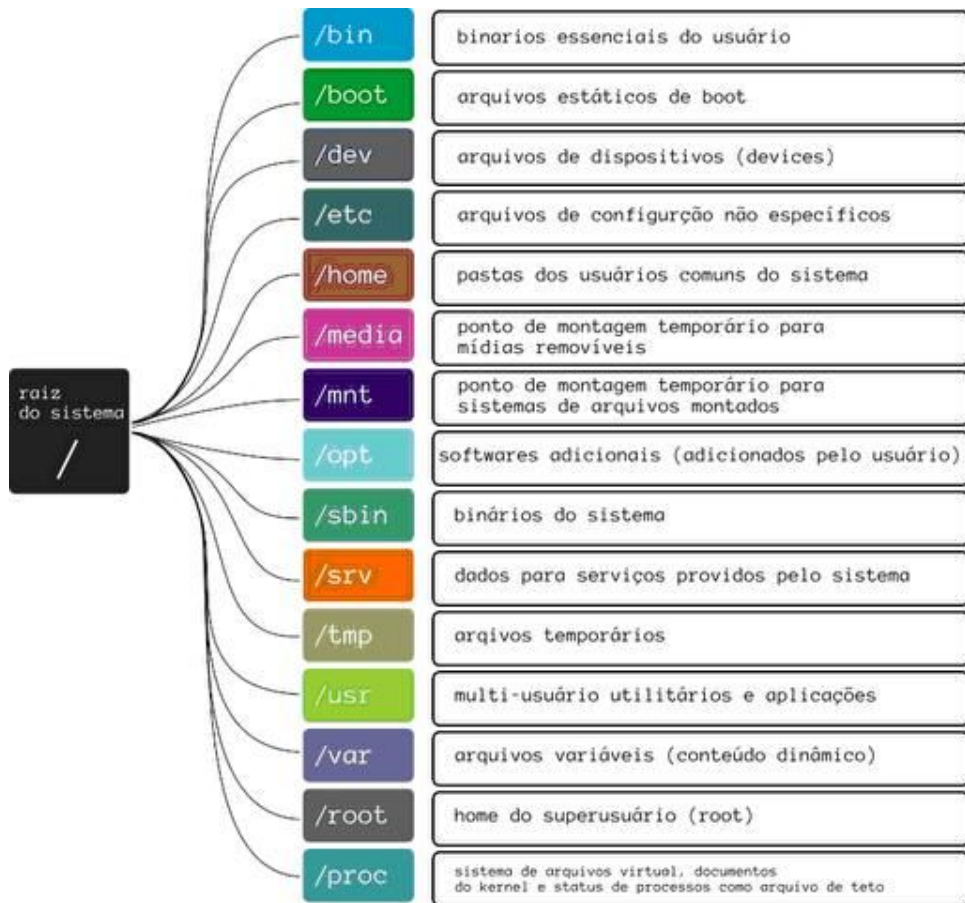 /bin binarios essenciais do usuário
/boot arquivos estáticos de boot
/dev arquivos de dispositivos (devices)
/etc arquivos de configurção não específicos
/home pastas dos usuários comuns do sistema
/media ponto de montagem temporário para
mídias removíveis
raiz
do sistema
/
/mnt ponto de montagem temporário para
sistemas de arquivos montados
/opt softwares adicionais (adicionados pelo usuário)
/sbin binários do sistema
/srv dados para serviços providos pelo sistema
/tmp arqivos temporários
/usr multi-usuário utilitários e aplicações
/var arquivos variáveis (conteúdo dinâmico)
/root home do superusuário (root)
/proc sistema de arquivos virtual, documentos
do kernel e status de processos como arquivo de teto